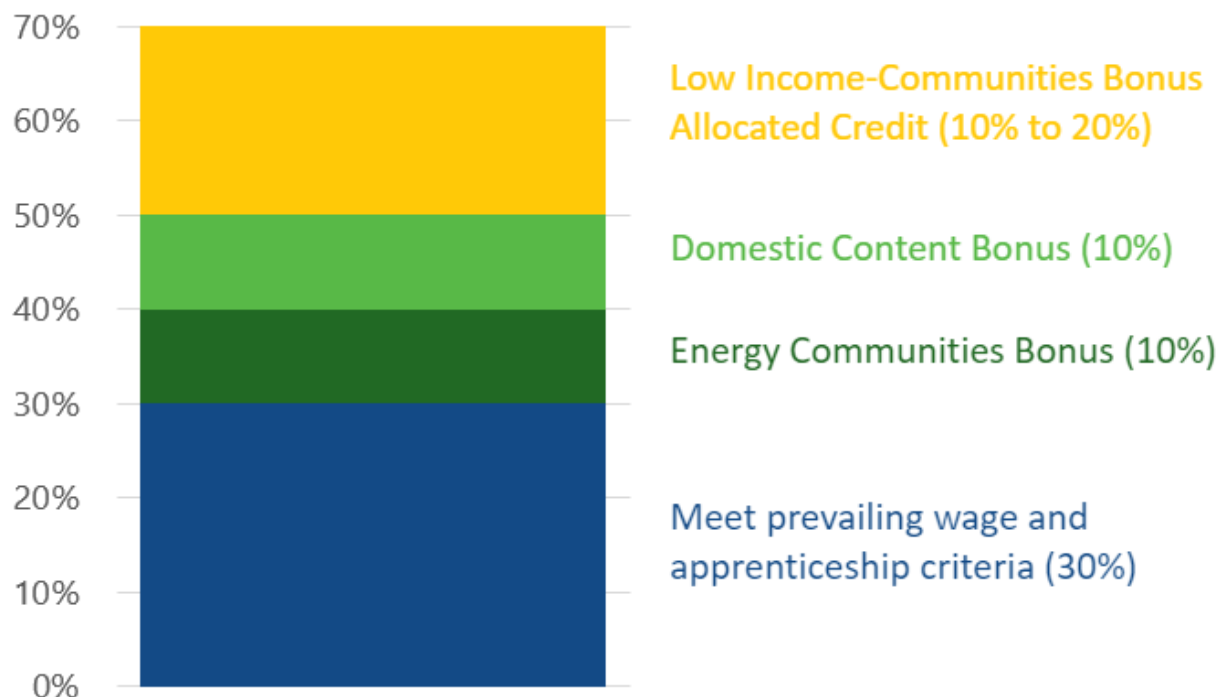 70%
60%
50%
40%
30%
20%
10%
0%
Low Income-Communities Bonus
Allocated Credit (10% to 20%)
Domestic Content Bonus (10%)
Energy Communities Bonus (10%)
Meet prevailing wage and
apprenticeship criteria (30%)